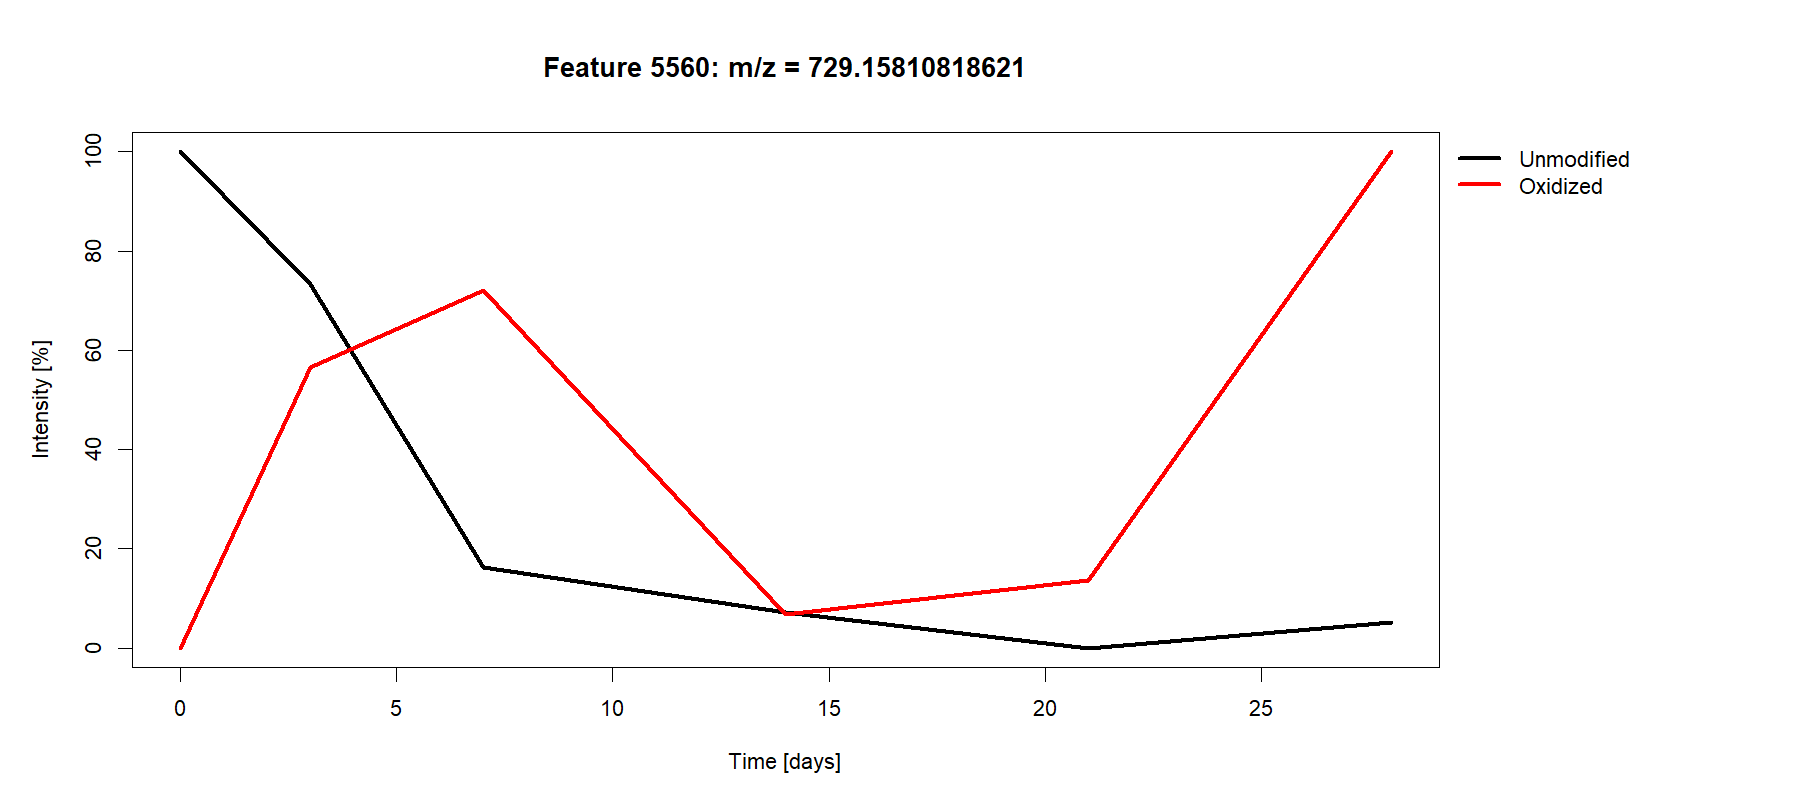 Feature 5560: m/z = 729.15810818621
Unmodified
Oxidized
Intensity [%]
100
80
60
40
20
0
0 5 10 15 20 25
Time [days]